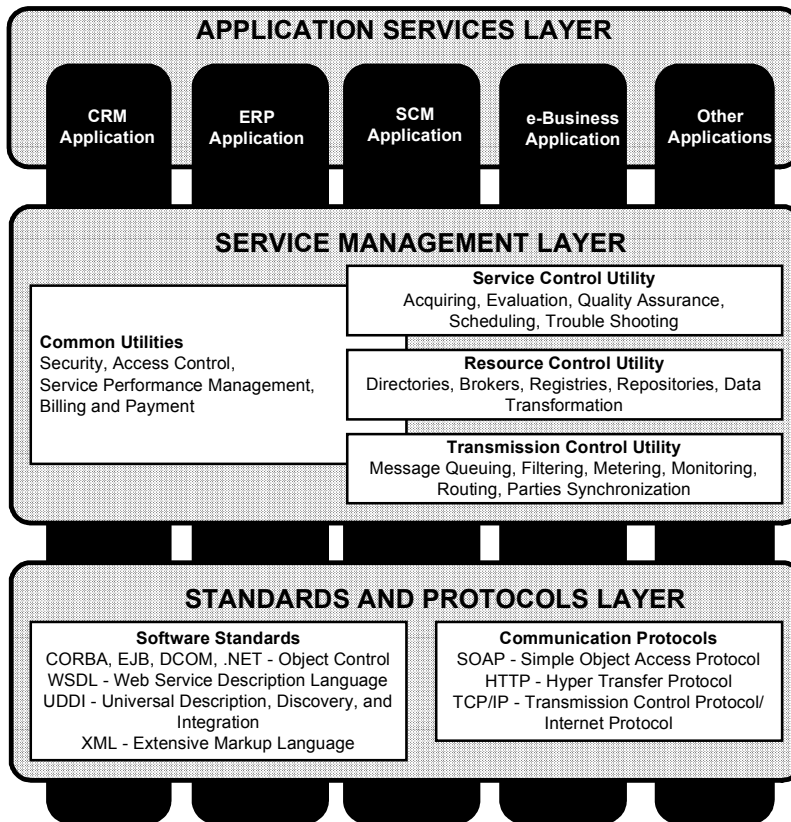 APPLICATION SERVICES LAYER
CRM
Application
ERP
Application
SCM
Application
e-Business
Application
Other
Applications
SERVICE MANAGEMENT LAYER
Common Utilities
Security, Access Control,
Service Performance Management,
Billing and Payment
Service Control Utility
Acquiring, Evaluation, Quality Assurance,
Scheduling, Trouble Shooting
Resource Control Utility
Directories, Brokers, Registries, Repositories, Data
Transformation
Transmission Control Utility
Message Queuing, Filtering, Metering, Monitoring,
Routing, Parties Synchronization
STANDARDS AND PROTOCOLS LAYER
Software Standards
CORBA, EJB, DCOM, .NET - Object Control
WSDL - Web Service Description Language
UDDI - Universal Description, Discovery, and
Integration
XML - Extensive Markup Language
Communication Protocols
SOAP - Simple Object Access Protocol
HTTP - Hyper Transfer Protocol
TCP/IP - Transmission Control Protocol/
Internet Protocol